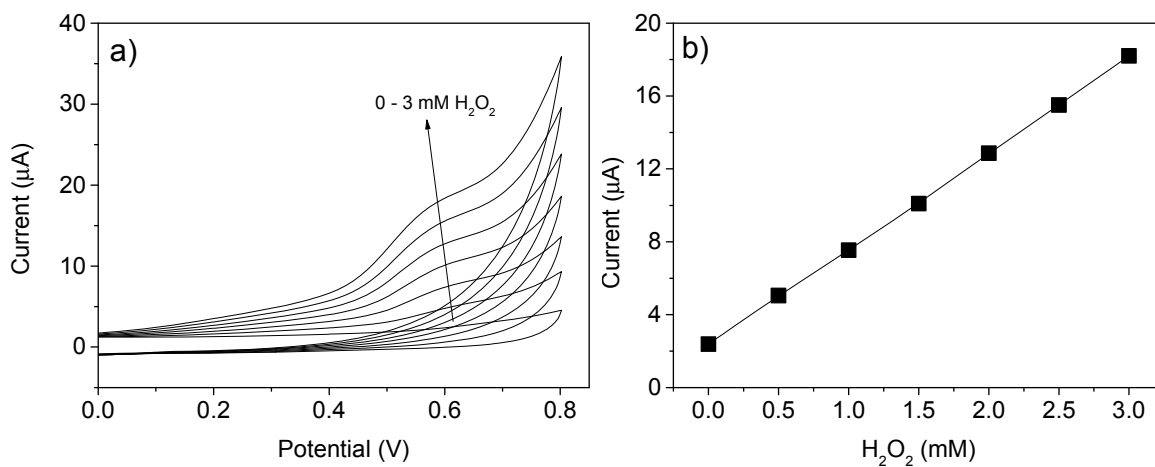 a)
0 - 3 mM H₂O₂
Current (μA)
40
30
20
10
0
0.0 0.2 0.4 0.6 0.8
Potential (V)
b)
Current (μA)
20
16
12
8
4
0
0.0 0.5 1.0 1.5 2.0 2.5 3.0
H₂O₂ (mM)